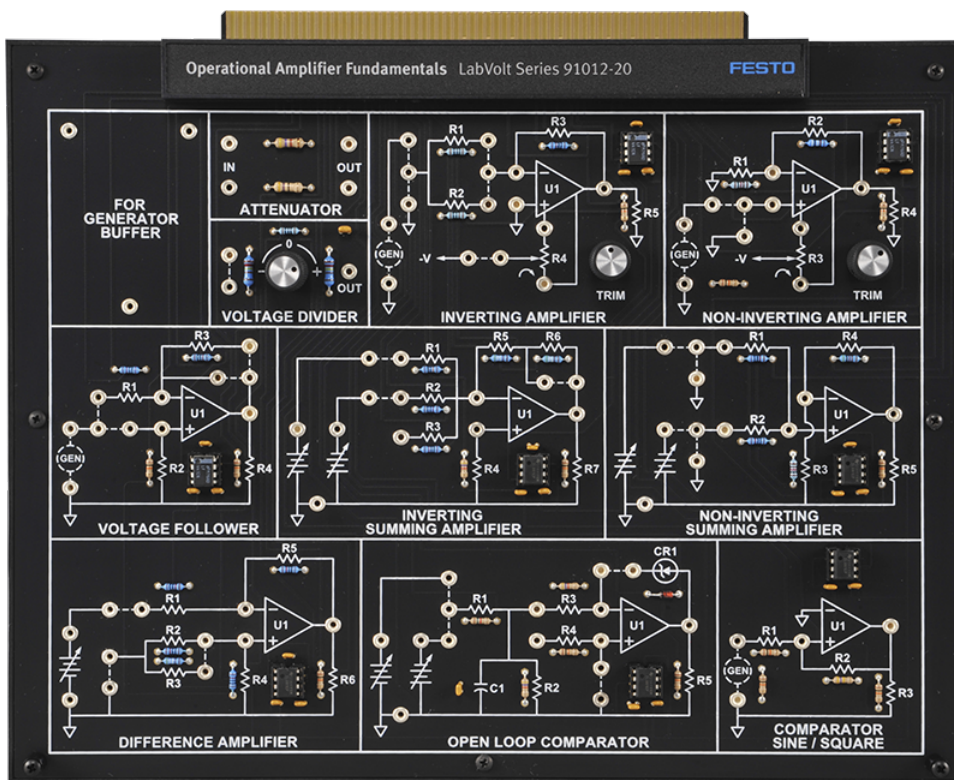 Operational Amplifier Fundamentals LabVolt Series 91012-20 FESTO
FOR
GENERATOR
BUFFER
IN
OUT
ATTENUATOR
0
- +
OUT
VOLTAGE DIVIDER
R1
R3
R2
-
+
U1
R5
GEN
-V
R4
TRIM
INVERTING AMPLIFIER
R2
R1
-
+
U1
R4
GEN
-V
R3
TRIM
NON-INVERTING AMPLIFIER
R3
R1
-
+
U1
GEN
R2
R4
VOLTAGE FOLLOWER
R5
R6
R1
R2
R3
-
+
U1
R4
R7
INVERTING
SUMMING AMPLIFIER
R1
R4
R2
-
+
U1
R3
R5
NON-INVERTING
SUMMING AMPLIFIER
R5
R1
R2
R3
-
+
U1
R4
R6
DIFFERENCE AMPLIFIER
CR1
R1
R3
R4
-
+
U1
C1
R2
R5
OPEN LOOP COMPARATOR
R1
-
+
U1
GEN
R2
R3
COMPARATOR
SINE / SQUARE